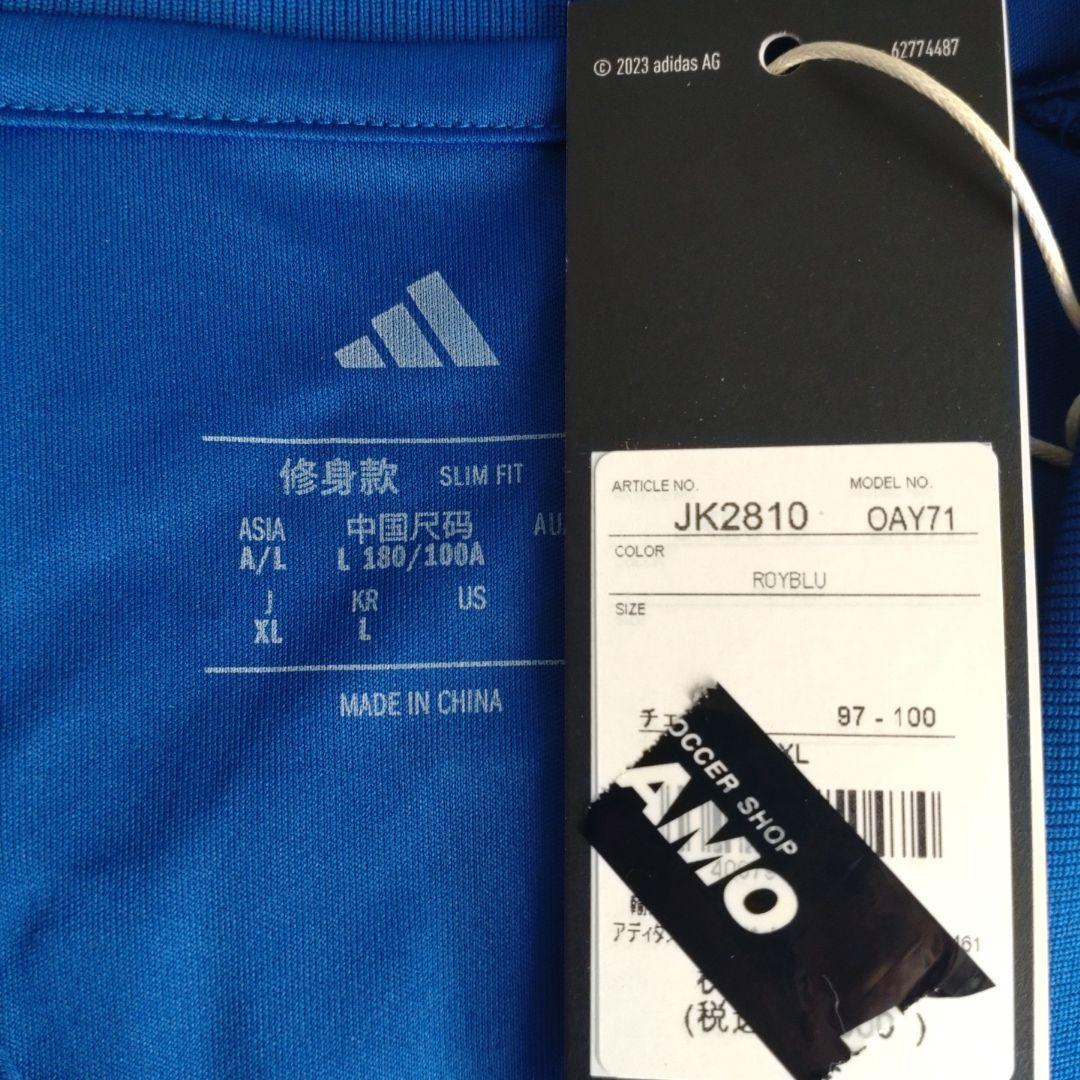 © 2023 adidas AG
62774487
修身款 SLIM FIT
ASIA 中国尺码
A/L L 180/100A
J KR US
XL L
MADE IN CHINA
ARTICLE NO. MODEL NO.
JK2810 OAY71
COLOR
ROYBLU
SIZE
97 - 100
XL
SOCCER SHOP
AMO
アディダス
461
(税込